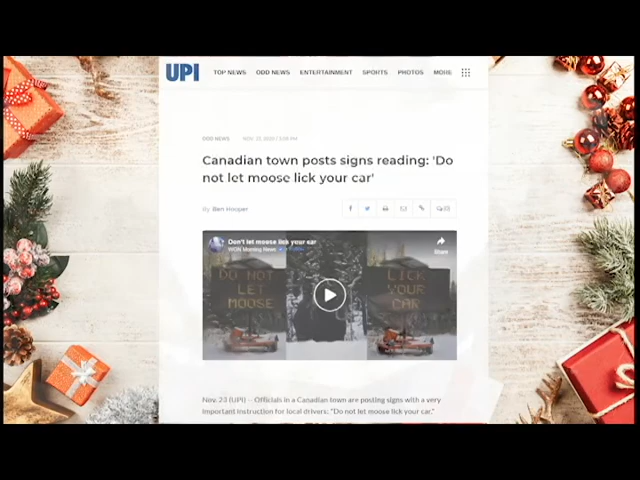 UPI
TOP NEWS ODD NEWS ENTERTAINMENT SPORTS PHOTOS MORE
ODD NEWS
Canadian town posts signs reading: 'Do
not let moose lick your car'
By Ben Hooper
Don't let moose lick your car
WGN Morning News
Share
DO NOT
LET
MOOSE
LICK
YOUR
CAR
Nov. 23 (UPI) -- Officials in a Canadian town are posting signs with a very
important instruction for local drivers: "Do not let moose lick your car."